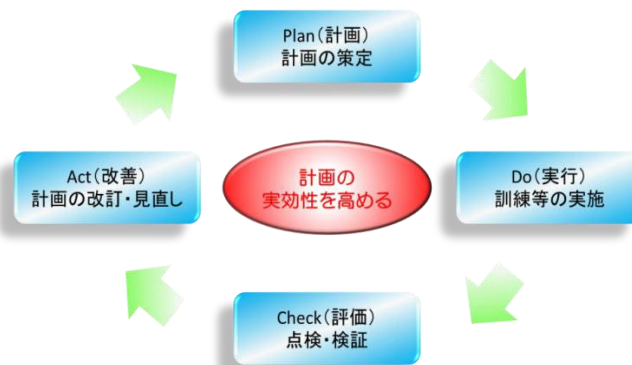 Plan(計画)
計画の策定
Do(実行)
訓練等の実施
Check(評価)
点検・検証
Act(改善)
計画の改訂・見直し
計画の
実効性を高める